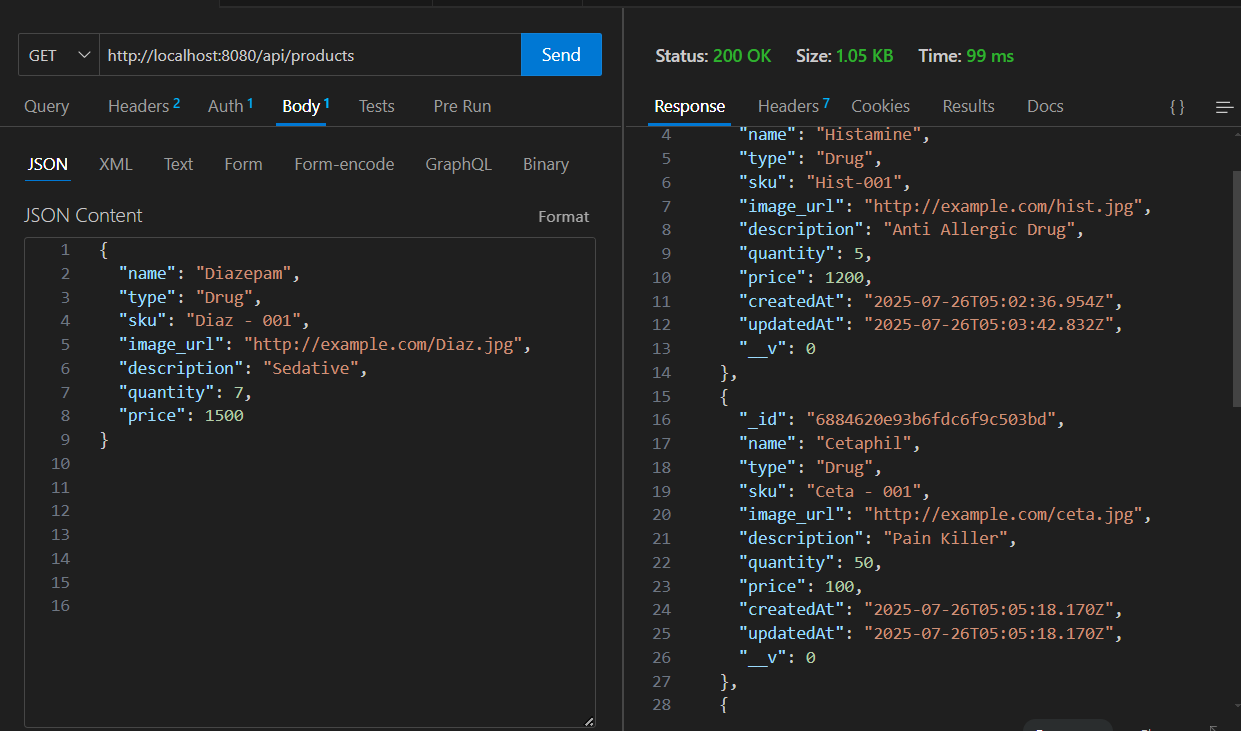 GET http://localhost:8080/api/products Send
Query Headers 2 Auth 1 Body 1 Tests Pre Run
JSON XML Text Form Form-encode GraphQL Binary
JSON Content Format
1 {
2 "name": "Diazepam",
3 "type": "Drug",
4 "sku": "Diaz - 001",
5 "image_url": "http://example.com/Diaz.jpg",
6 "description": "Sedative",
7 "quantity": 7,
8 "price": 1500
9 }
10
11
12
13
14
15
16
Status: 200 OK Size: 1.05 KB Time: 99 ms
Response Headers 7 Cookies Results Docs { }
4 "name": "Histamine",
5 "type": "Drug",
6 "sku": "Hist-001",
7 "image_url": "http://example.com/hist.jpg",
8 "description": "Anti Allergic Drug",
9 "quantity": 5,
10 "price": 1200,
11 "createdAt": "2025-07-26T05:02:36.954Z",
12 "updatedAt": "2025-07-26T05:03:42.832Z",
13 "__v": 0
14 },
15 {
16 "_id": "6884620e93b6fdc6f9c503bd",
17 "name": "Cetaphil",
18 "type": "Drug",
19 "sku": "Ceta - 001",
20 "image_url": "http://example.com/ceta.jpg",
21 "description": "Pain Killer",
22 "quantity": 50,
23 "price": 100,
24 "createdAt": "2025-07-26T05:05:18.170Z",
25 "updatedAt": "2025-07-26T05:05:18.170Z",
26 "__v": 0
27 },
28 {